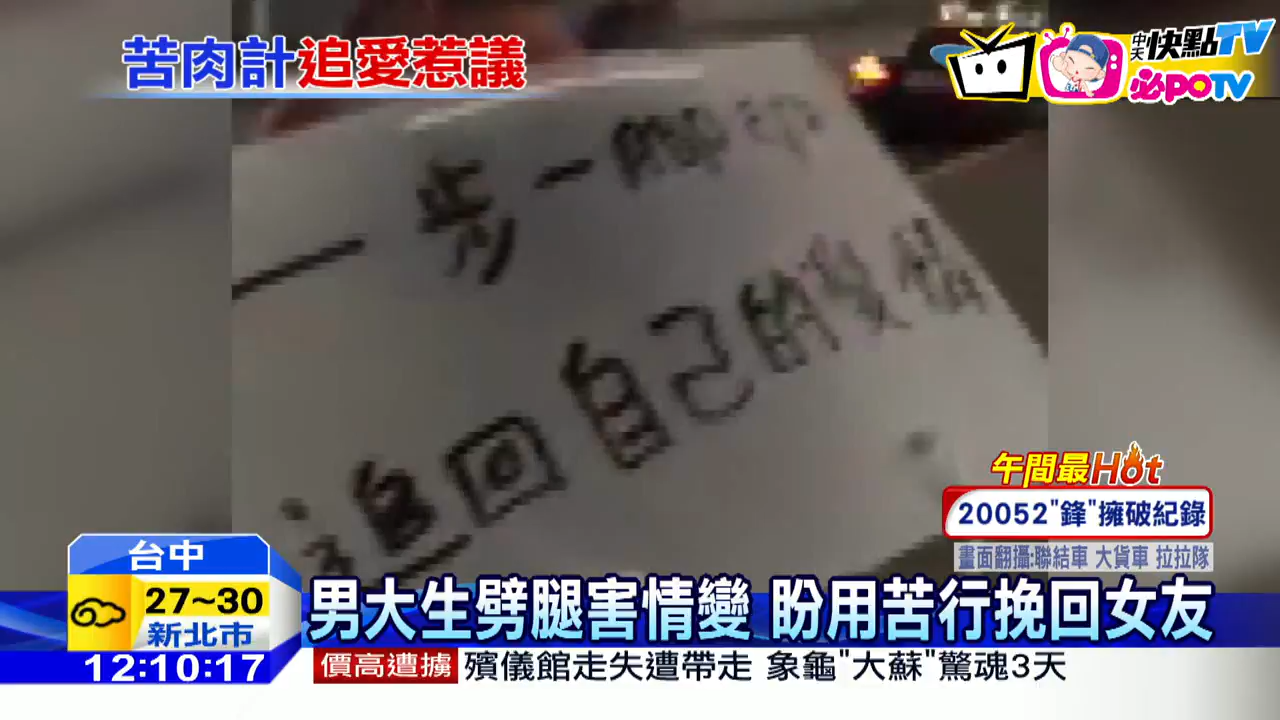 苦肉計追愛惹議
中天快點TV
必POTV
一步一
追回自己的
午間最Hot
20052"鋒"擁破紀錄
畫面翻攝:聯結車 大貨車 拉拉隊
台中
27~30
新北市
12:10:17
男大生劈腿害情變 盼用苦行挽回女友
價高遭擄 殯儀館走失遭帶走 象龜"大蘇"驚魂3天